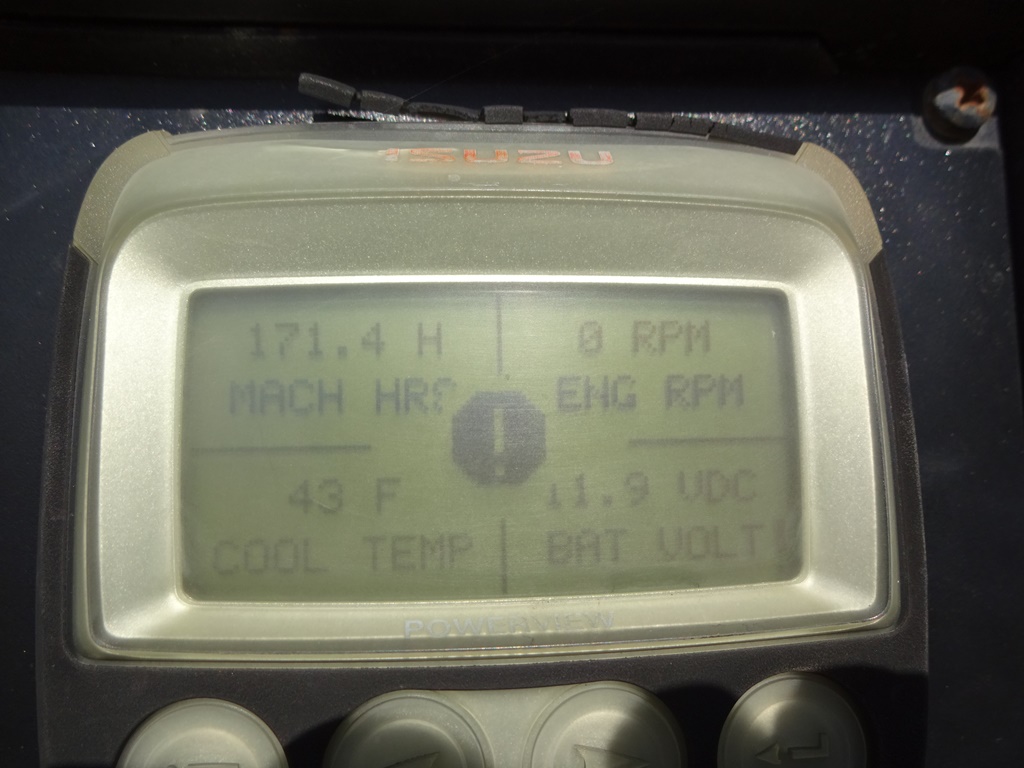 ISUZU
171.4 H
MACH HRS
0 RPM
ENG RPM
43 F
COOL TEMP
11.9 VDC
BAT VOLT
POWERVIEW